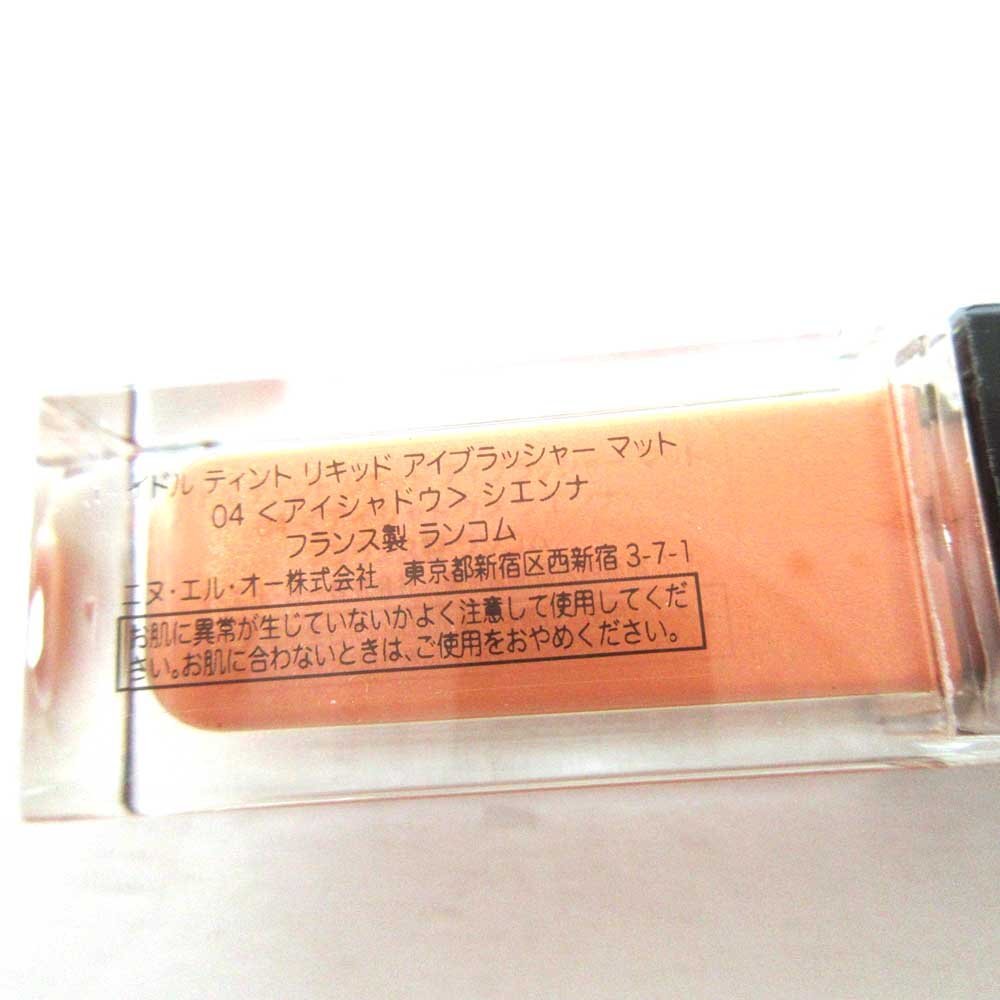 イドル ティント リキッド アイブラッシャー マット
04 <アイシャドウ> シエンナ
フランス製 ランコム
ニヌ・エル・オー株式会社 東京都新宿区西新宿 3-7-1
お肌に異常が生じていないかよく注意して使用してくだ
さい。お肌に合わないときは、ご使用をおやめください。